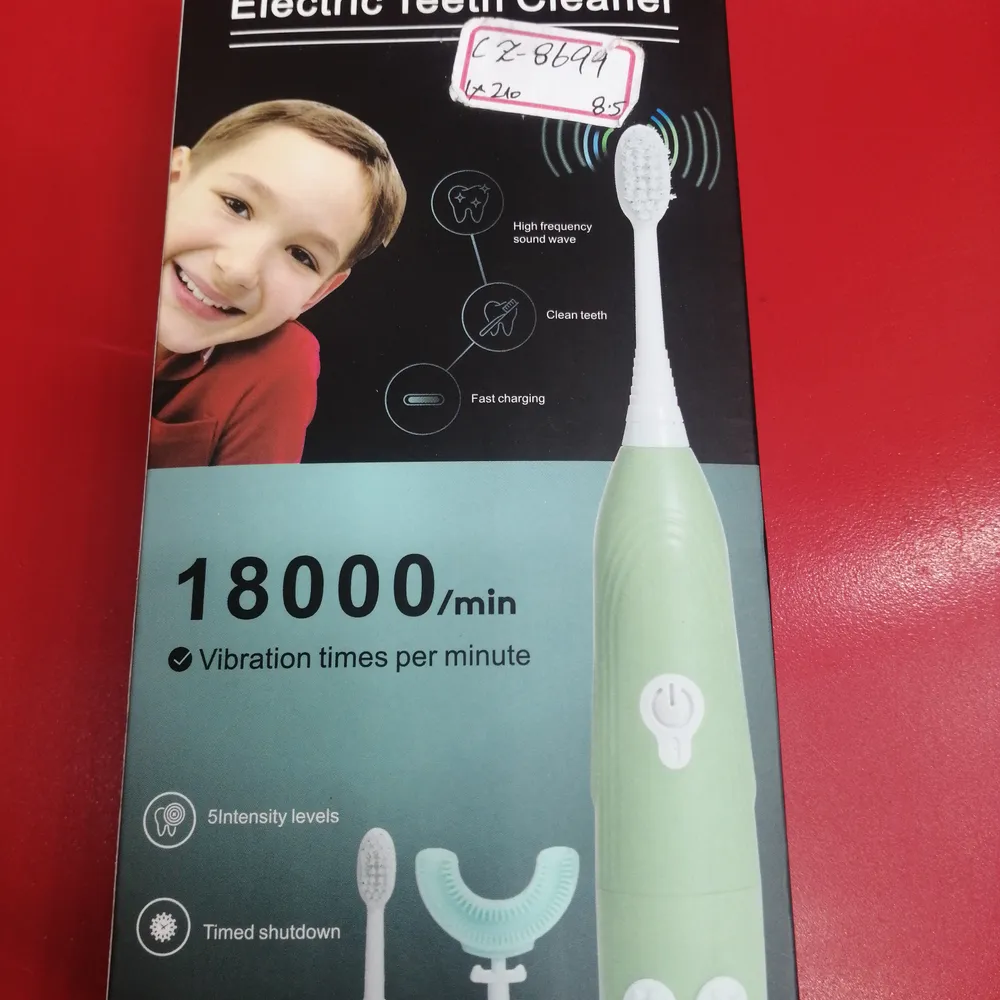 Electric Teeth Cleaner
CZ-8699
1x210
8.5
High frequency
sound wave
Clean teeth
Fast charging
18000/min
Vibration times per minute
5Intensity levels
Timed shutdown